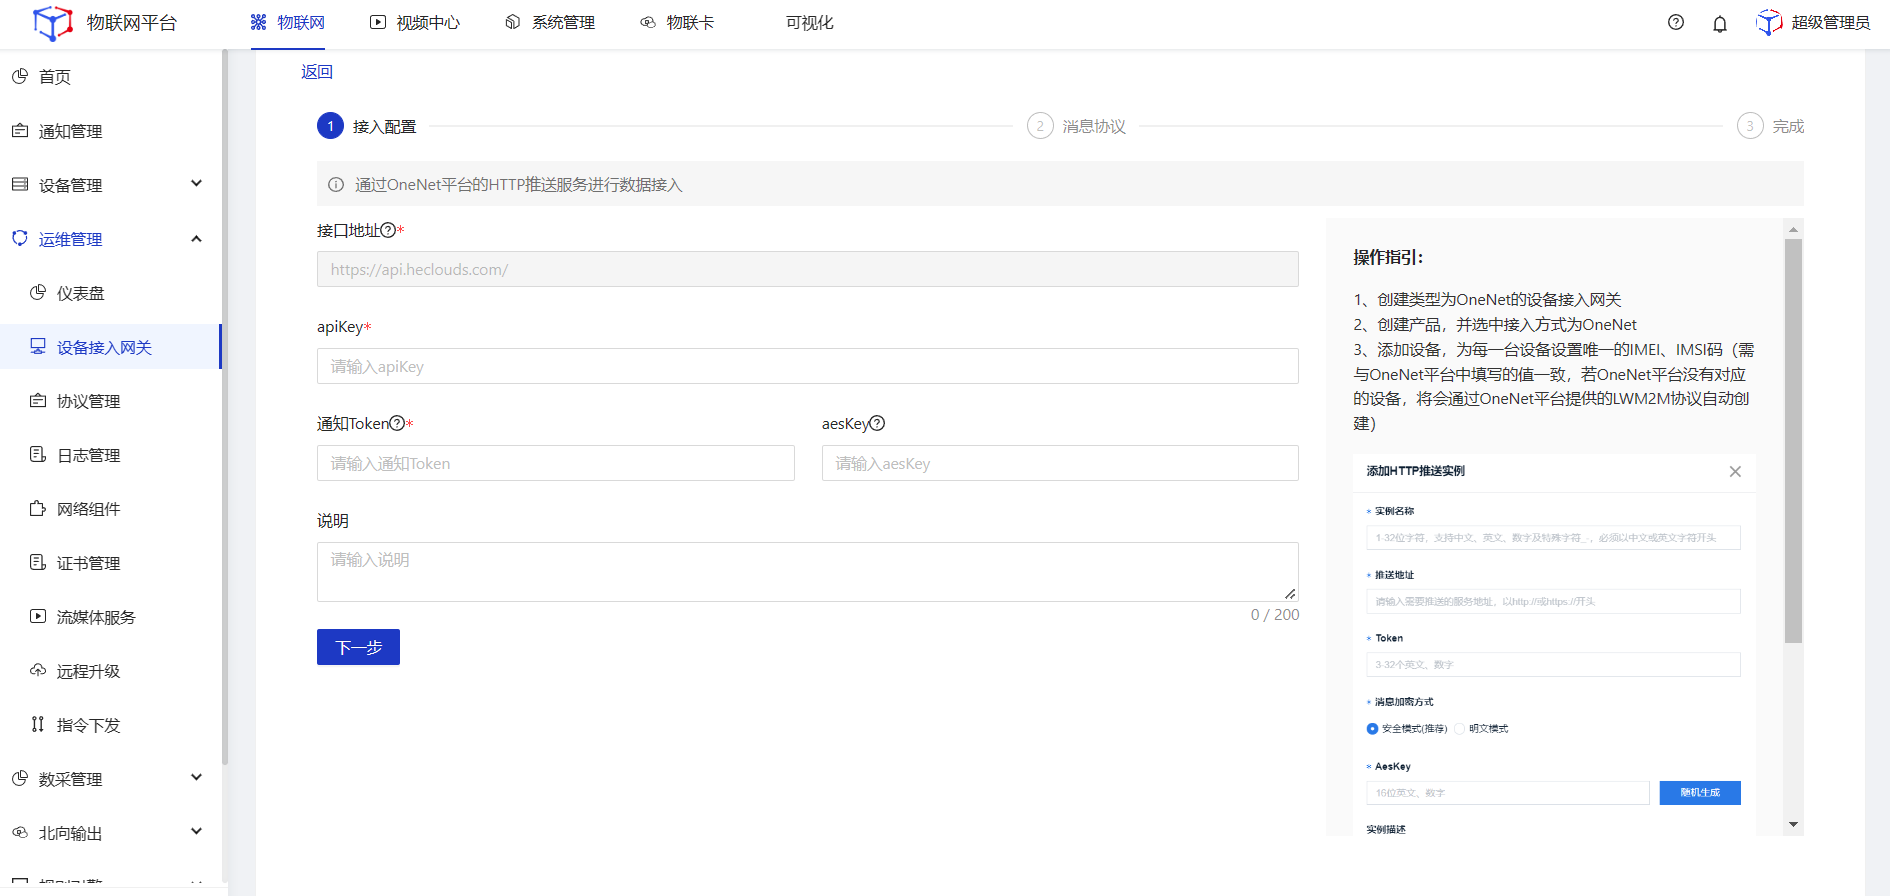 物联网平台
物联网
视频中心
系统管理
物联卡
可视化
超级管理员
首页
通知管理
设备管理
运维管理
仪表盘
设备接入网关
协议管理
日志管理
网络组件
证书管理
流媒体服务
远程升级
指令下发
数采管理
北向输出
返回
1 接入配置
2 消息协议
3 完成
通过OneNet平台的HTTP推送服务进行数据接入
接口地址*
https://api.heclouds.com/
apiKey*
请输入apiKey
通知Token*
aesKey
请输入通知Token
请输入aesKey
说明
请输入说明
0 / 200
下一步
操作指引：
1、创建类型为OneNet的设备接入网关
2、创建产品，并选中接入方式为OneNet
3、添加设备，为每一台设备设置唯一的IMEI、IMSI码（需
与OneNet平台中填写的值一致，若OneNet平台没有对应
的设备，将会通过OneNet平台提供的LWM2M协议自动创
建）
添加HTTP推送实例
* 实例名称
1-32位字符，支持中文、英文、数字及特殊字符_-，必须以中文或英文字符开头
* 推送地址
请输入需要推送的服务地址，以http://或https://开头
* Token
3-32个英文、数字
* 消息加密方式
安全模式(推荐) 明文模式
* AesKey
16位英文、数字
随机生成
实例描述